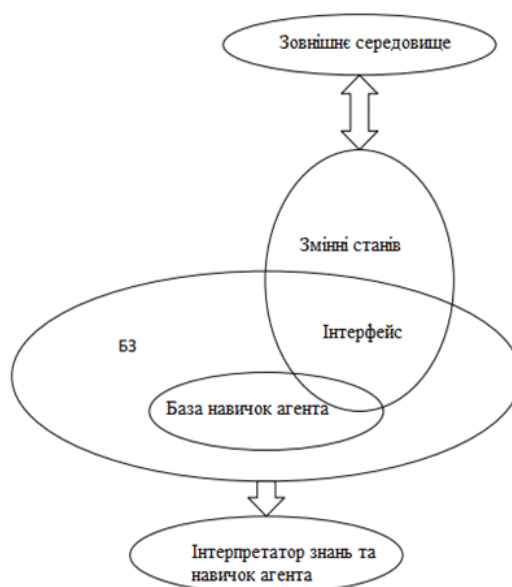 Зовнішнє середовище
Змінні станів
Інтерфейс
БЗ
База навичок агента
Інтерпретатор знань та
навичок агента